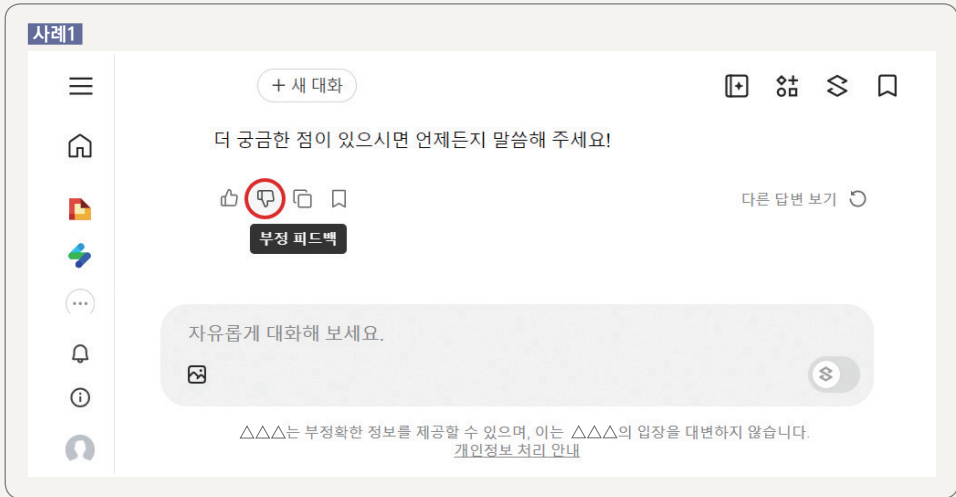 사례1
+ 새 대화
더 궁금한 점이 있으시면 언제든지 말씀해 주세요!
다른 답변 보기
부정 피드백
자유롭게 대화해 보세요.
△△△는 부정확한 정보를 제공할 수 있으며, 이는 △△△의 입장을 대변하지 않습니다.
개인정보 처리 안내